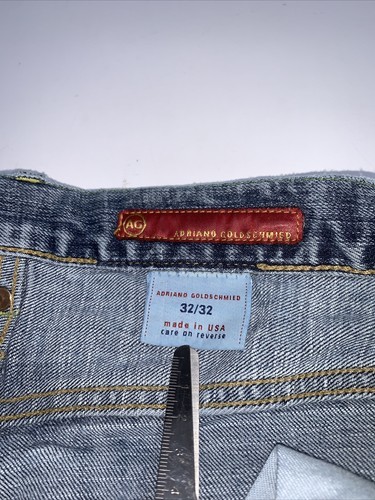 AG
ADRIANO GOLDSCHMIED
ADRIANO GOLDSCHMIED
32/32
made in USA
care on reverse